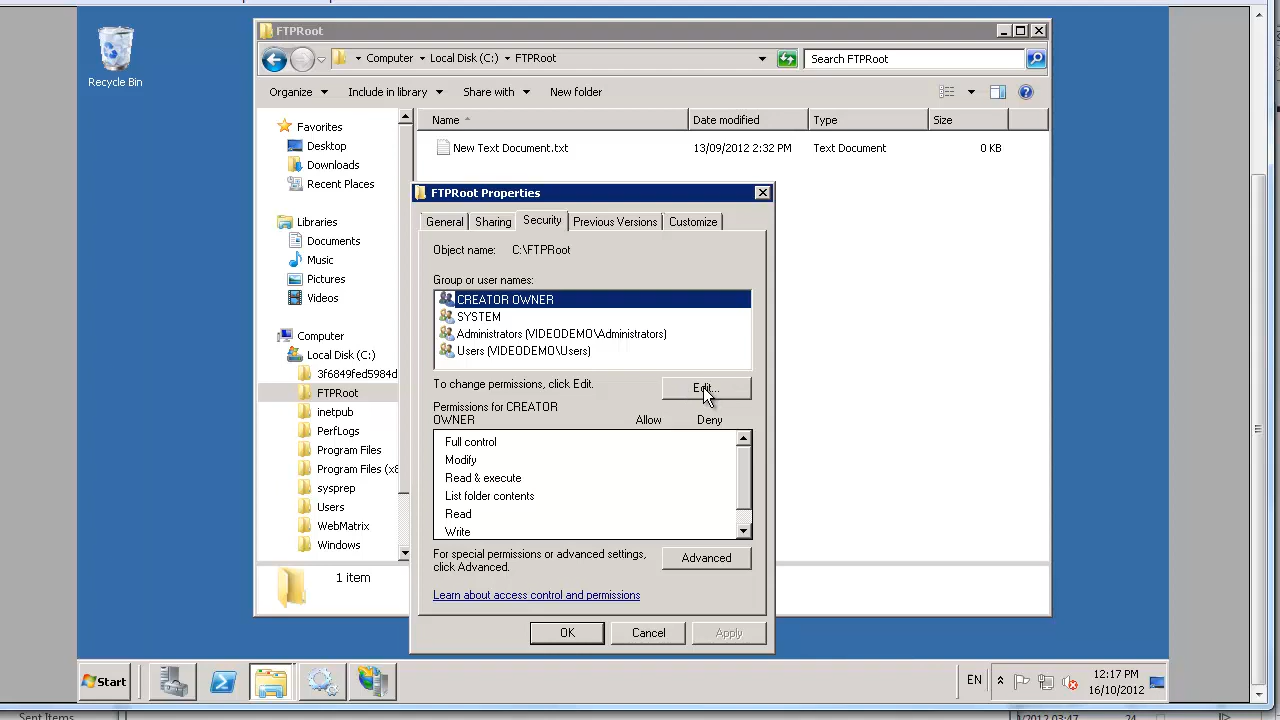 Recycle Bin
FTPRoot
Computer
Local Disk (C:)
FTPRoot
Search FTPRoot
Organize
Include in library
Share with
New folder
Name
Date modified
Type
Size
New Text Document.txt
13/09/2012 2:32 PM
Text Document
0 KB
Favorites
Desktop
Downloads
Recent Places
Libraries
Documents
Music
Pictures
Videos
Computer
Local Disk (C:)
3f6849fed5984d
FTPRoot
inetpub
PerfLogs
Program Files
Program Files (x8
sysprep
Users
WebMatrix
Windows
1 item
FTPRoot Properties
General
Sharing
Security
Previous Versions
Customize
Object name: C:\FTPRoot
Group or user names:
CREATOR OWNER
SYSTEM
Administrators (VIDEODEMO\Administrators)
Users (VIDEODEMO\Users)
To change permissions, click Edit.
Edit...
Permissions for CREATOR
OWNER
Allow
Deny
Full control
Modify
Read & execute
List folder contents
Read
Write
For special permissions or advanced settings,
click Advanced.
Advanced
Learn about access control and permissions
OK
Cancel
Apply
Start
EN
12:17 PM
16/10/2012
Sent Items